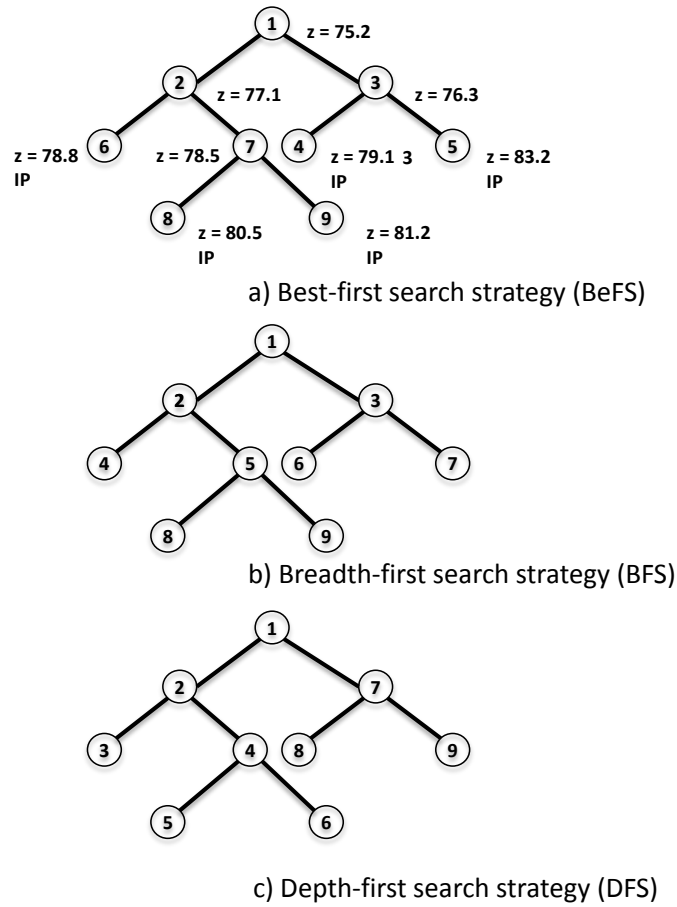 1
z = 75.2
2
3
z = 77.1
z = 76.3
6
7
4
5
z = 78.8
z = 78.5
z = 79.1 3
z = 83.2
IP
IP
IP
8
9
z = 80.5
z = 81.2
IP
IP
a) Best-first search strategy (BeFS)
1
2
3
4
5
6
7
8
9
b) Breadth-first search strategy (BFS)
1
2
7
3
4
8
9
5
6
c) Depth-first search strategy (DFS)